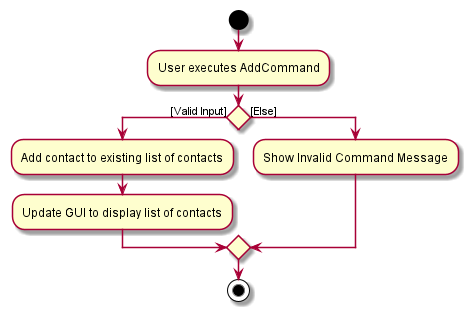 User executes AddCommand
[Valid Input]
[Else]
Add contact to existing list of contacts
Show Invalid Command Message
Update GUI to display list of contacts